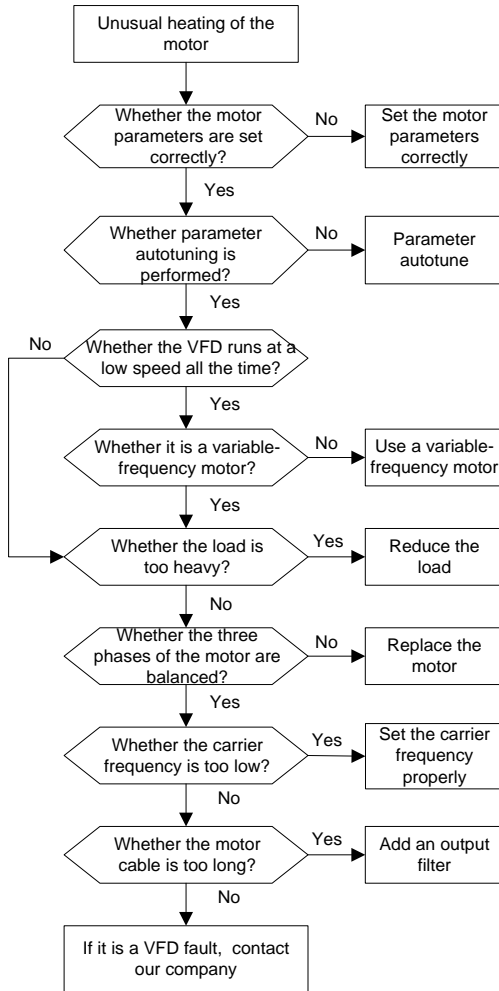 Unusual heating of the
motor
Whether the motor
parameters are set
correctly?
No
Set the motor
parameters
correctly
Yes
Whether parameter
autotuning is
performed?
No
Parameter
autotune
Yes
No
Whether the VFD runs at a
low speed all the time?
Yes
Whether it is a variable-
frequency motor?
No
Use a variable-
frequency motor
Yes
Whether the load is
too heavy?
Yes
Reduce the
load
No
Whether the three
phases of the motor are
balanced?
No
Replace the
motor
Yes
Whether the carrier
frequency is too low?
Yes
Set the carrier
frequency
properly
No
Whether the motor
cable is too long?
Yes
Add an output
filter
No
If it is a VFD fault, contact
our company